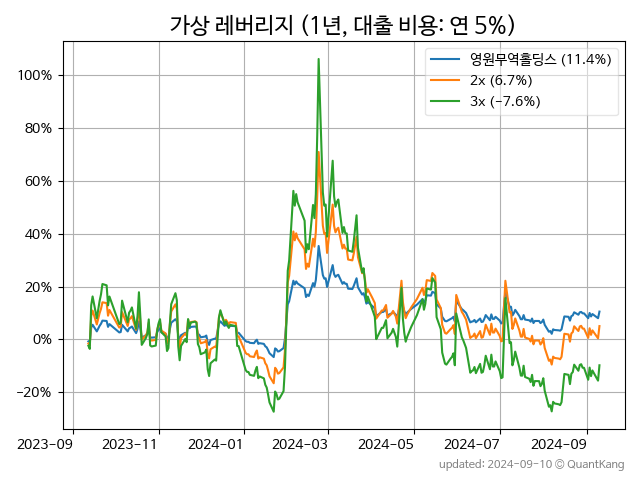 가상 레버리지 (1년, 대출 비용: 연 5%)
영원무역홀딩스 (11.4%)
2x (6.7%)
3x (−7.6%)
100%
80%
60%
40%
20%
0%
−20%
2023-09
2023-11
2024-01
2024-03
2024-05
2024-07
2024-09
updated: 2024-09-10 © QuantKang